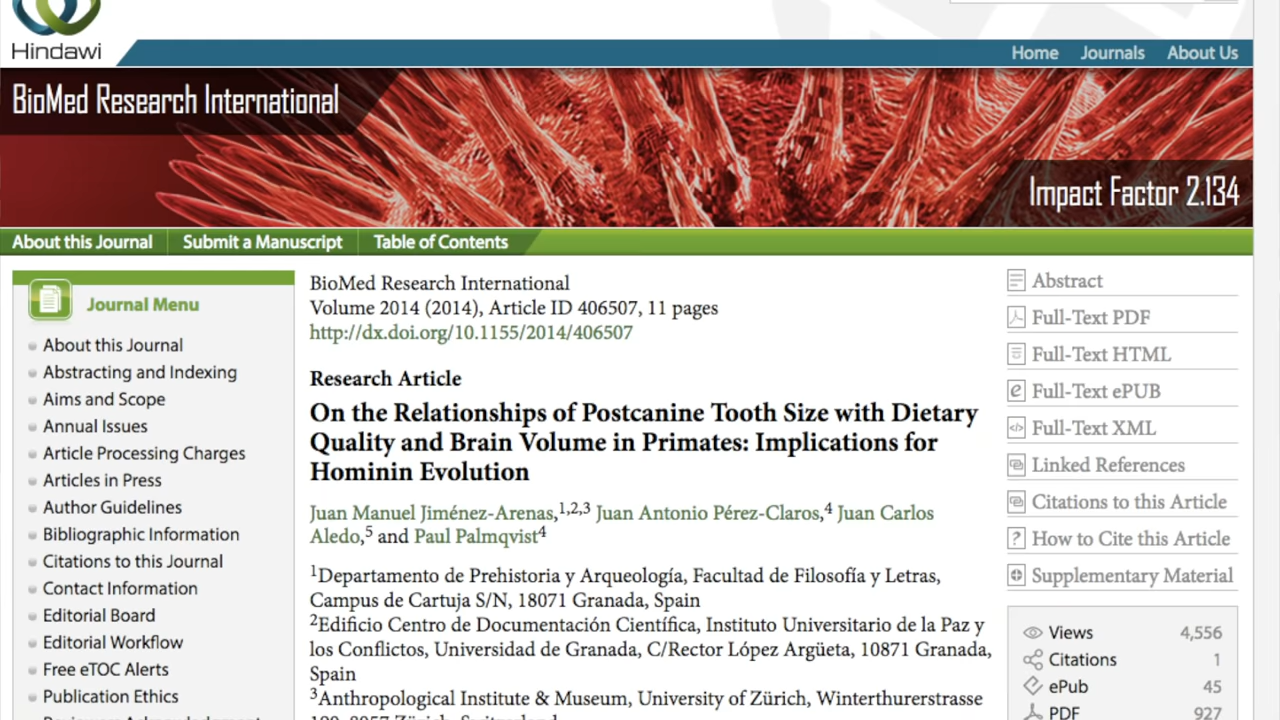 Hindawi
Home Journals About Us
BioMed Research International
Impact Factor 2.134
About this Journal Submit a Manuscript Table of Contents
Journal Menu
About this Journal
Abstracting and Indexing
Aims and Scope
Annual Issues
Article Processing Charges
Articles in Press
Author Guidelines
Bibliographic Information
Citations to this Journal
Contact Information
Editorial Board
Editorial Workflow
Free eTOC Alerts
Publication Ethics
BioMed Research International
Volume 2014 (2014), Article ID 406507, 11 pages
http://dx.doi.org/10.1155/2014/406507
Research Article
On the Relationships of Postcanine Tooth Size with Dietary
Quality and Brain Volume in Primates: Implications for
Hominin Evolution
Juan Manuel Jiménez-Arenas,1,2,3 Juan Antonio Pérez-Claros,4 Juan Carlos
Aledo,5 and Paul Palmqvist4
1Departamento de Prehistoria y Arqueología, Facultad de Filosofía y Letras,
Campus de Cartuja S/N, 18071 Granada, Spain
2Edificio Centro de Documentación Científica, Instituto Universitario de la Paz y
los Conflictos, Universidad de Granada, C/Rector López Argüeta, 10871 Granada,
Spain
3Anthropological Institute & Museum, University of Zürich, Winterthurerstrasse
Abstract
Full-Text PDF
Full-Text HTML
Full-Text ePUB
Full-Text XML
Linked References
Citations to this Article
How to Cite this Article
Supplementary Material
Views 4,556
Citations 1
ePub 45
PDF 927